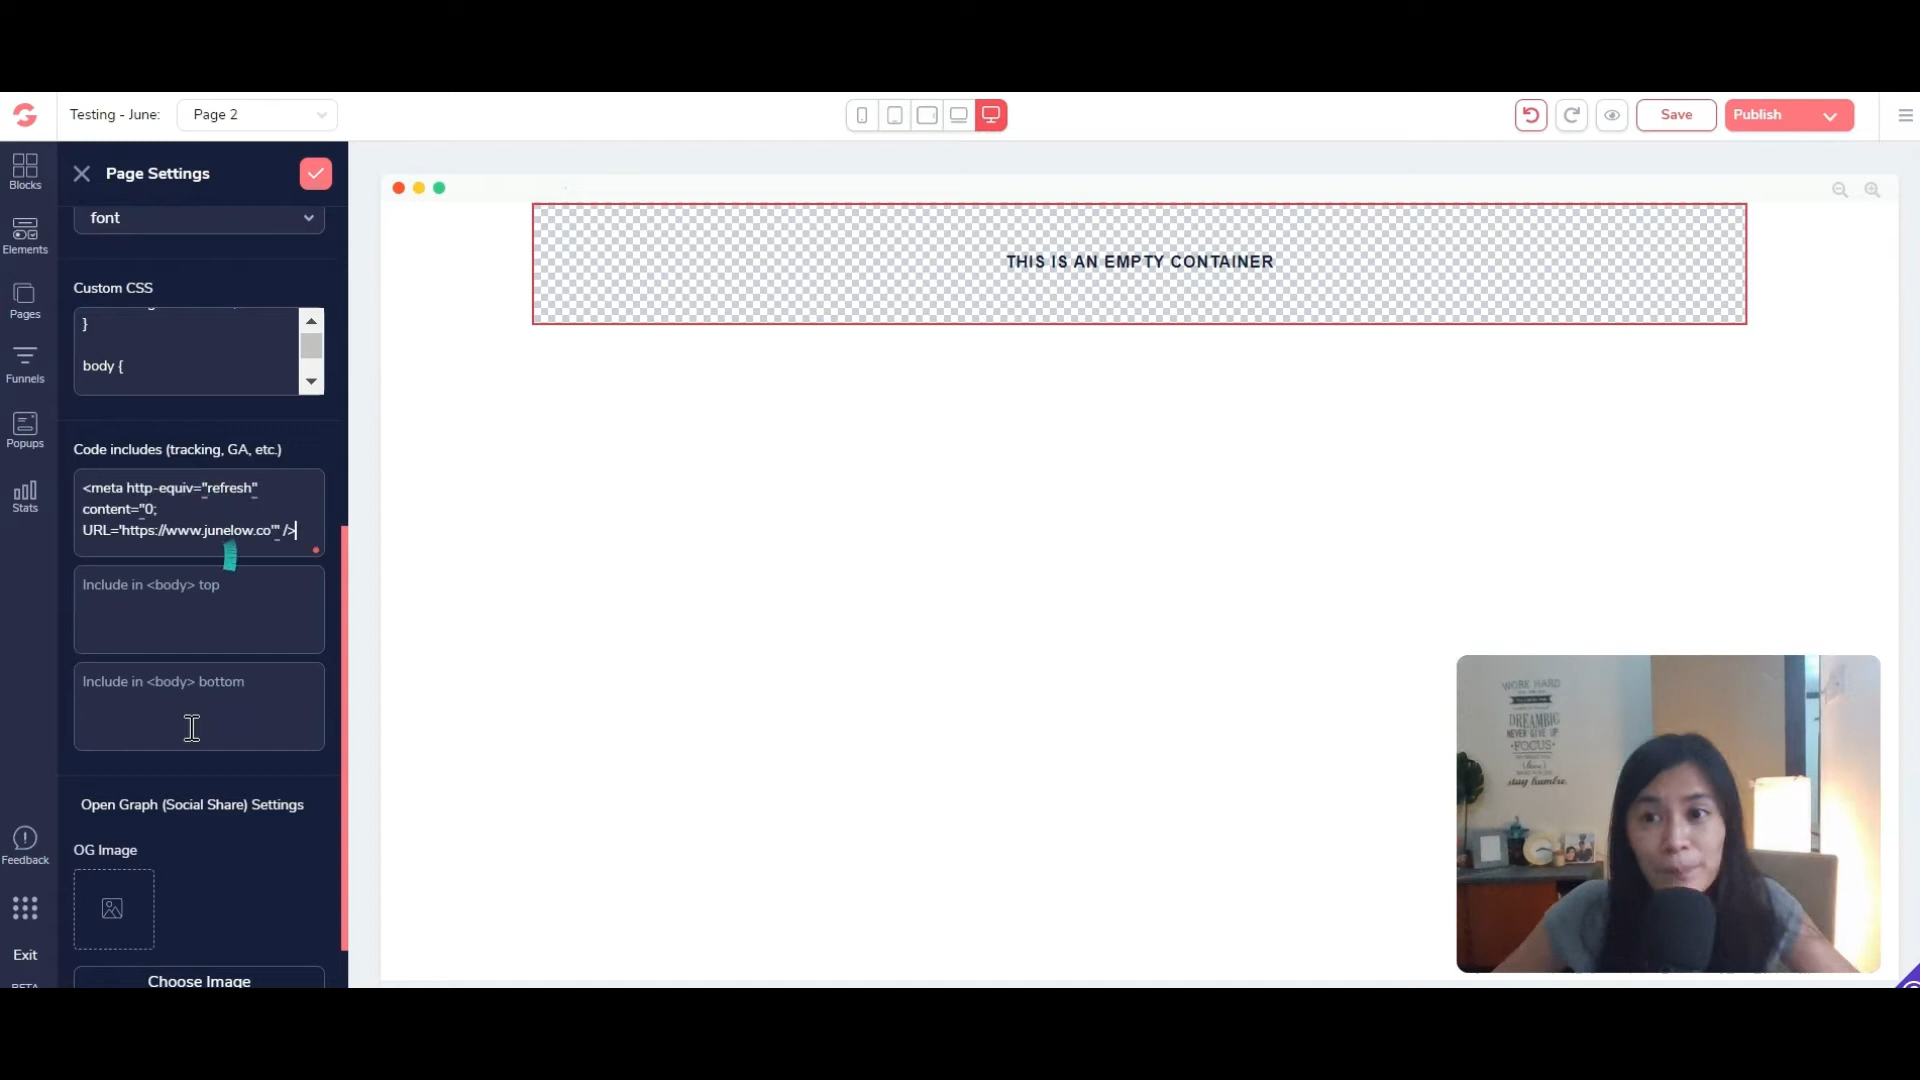 Testing - June:
Page 2
Save
Publish
Blocks
Elements
Pages
Funnels
Popups
Stats
Feedback
Exit
Page Settings
font
Custom CSS
}
body {
Code includes (tracking, GA, etc.)
<meta http-equiv="refresh"
content="0;
URL='https://www.junelow.co'" />
Include in <body> top
Include in <body> bottom
Open Graph (Social Share) Settings
OG Image
Choose Image
THIS IS AN EMPTY CONTAINER
WORK HARD
DREAMBIG
NEVER GIVE UP
•FOCUS•
stay humble.